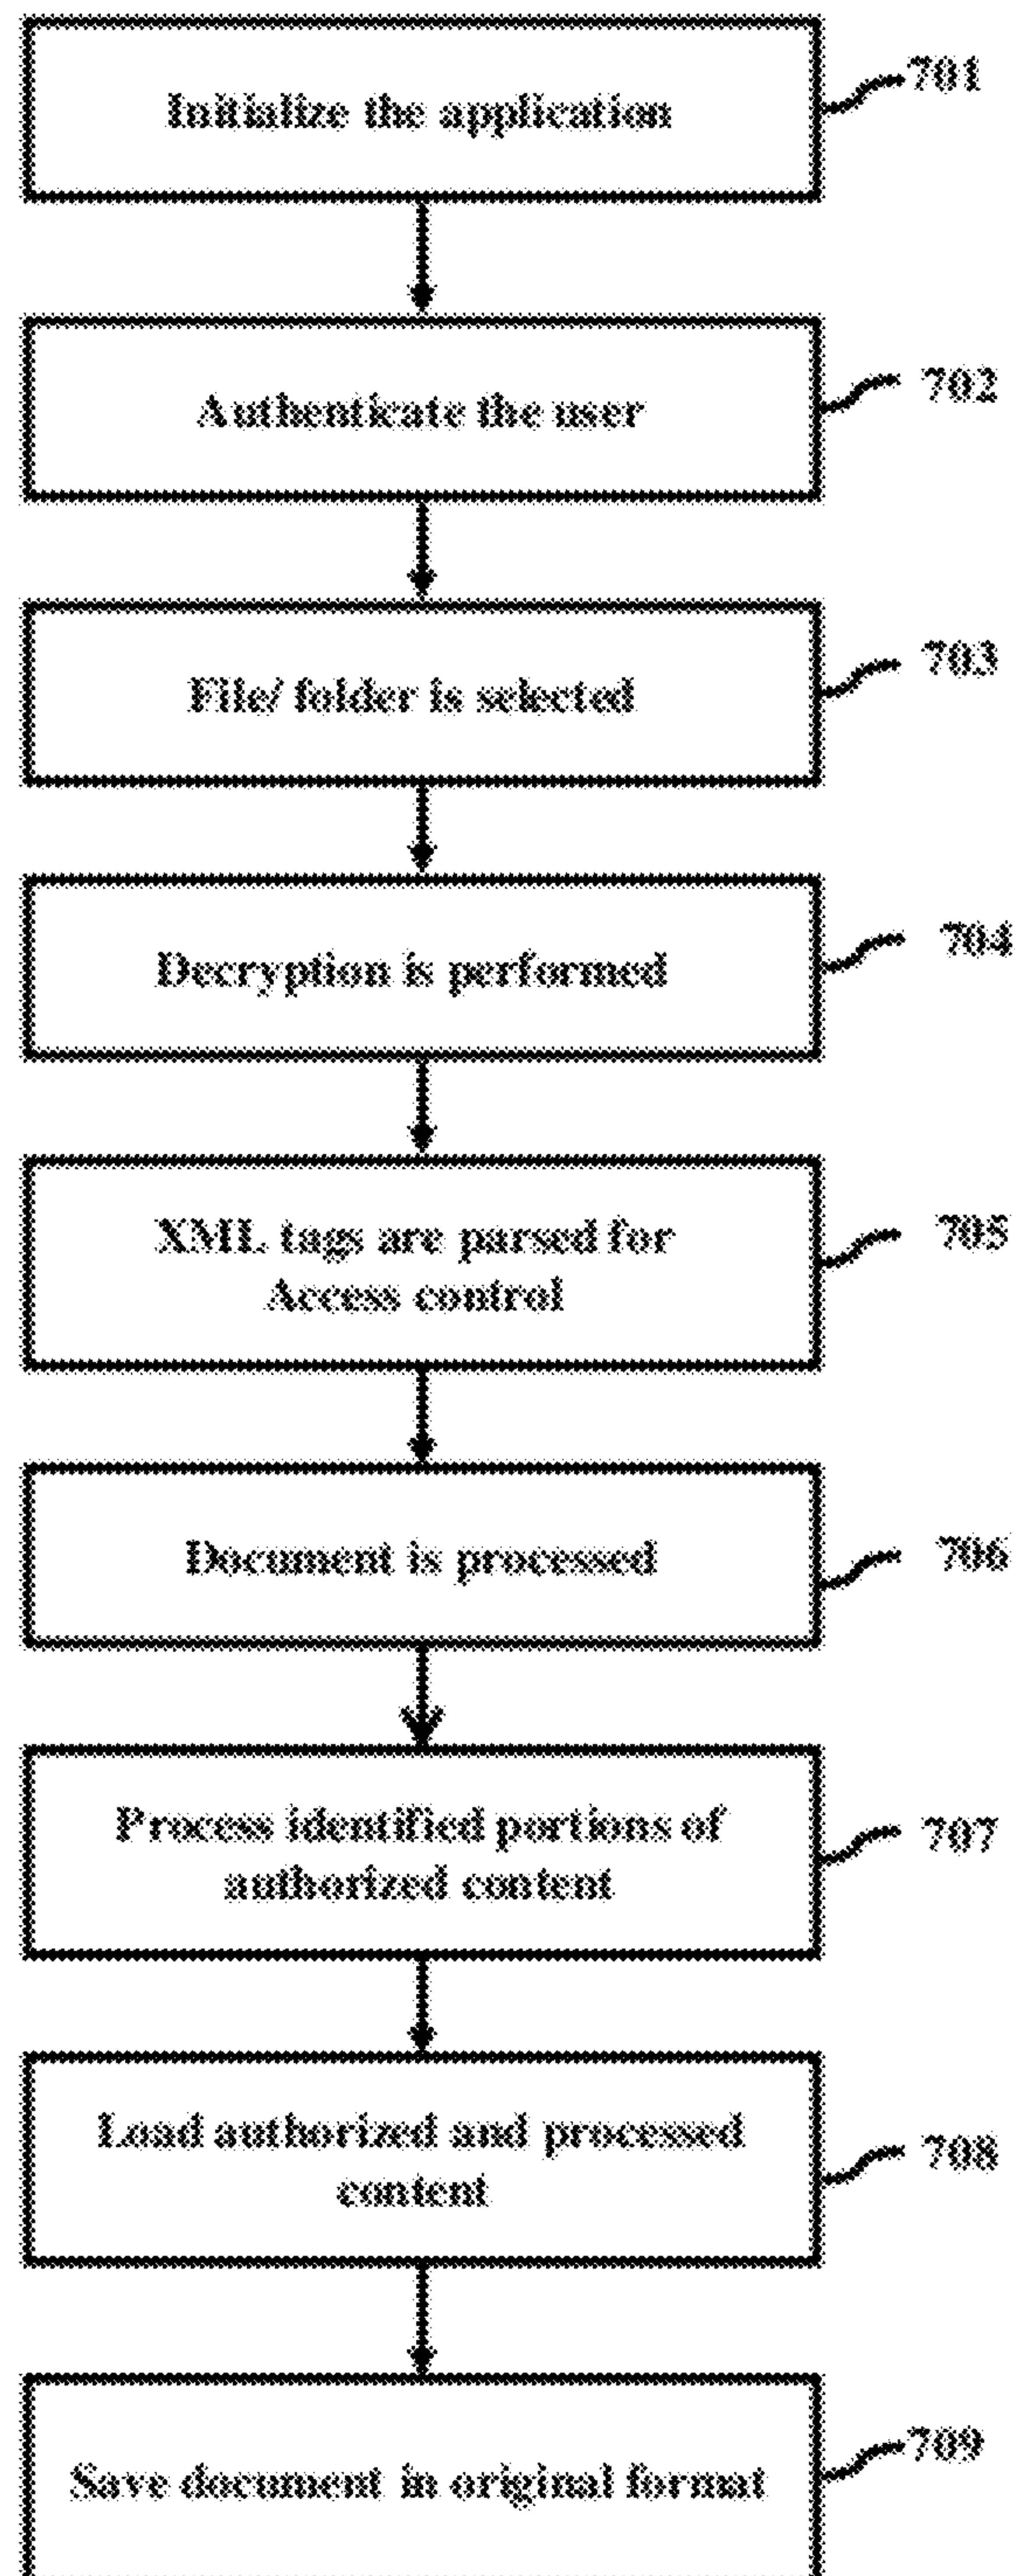 Initialize the application
701
Authenticate the user
702
File/ folder is selected
703
Decryption is performed
704
XML tags are parsed for
Access control
705
Document is processed
706
Process identified portions of
authorized content
707
Load authorized and processed
content
708
Save document in original format
709